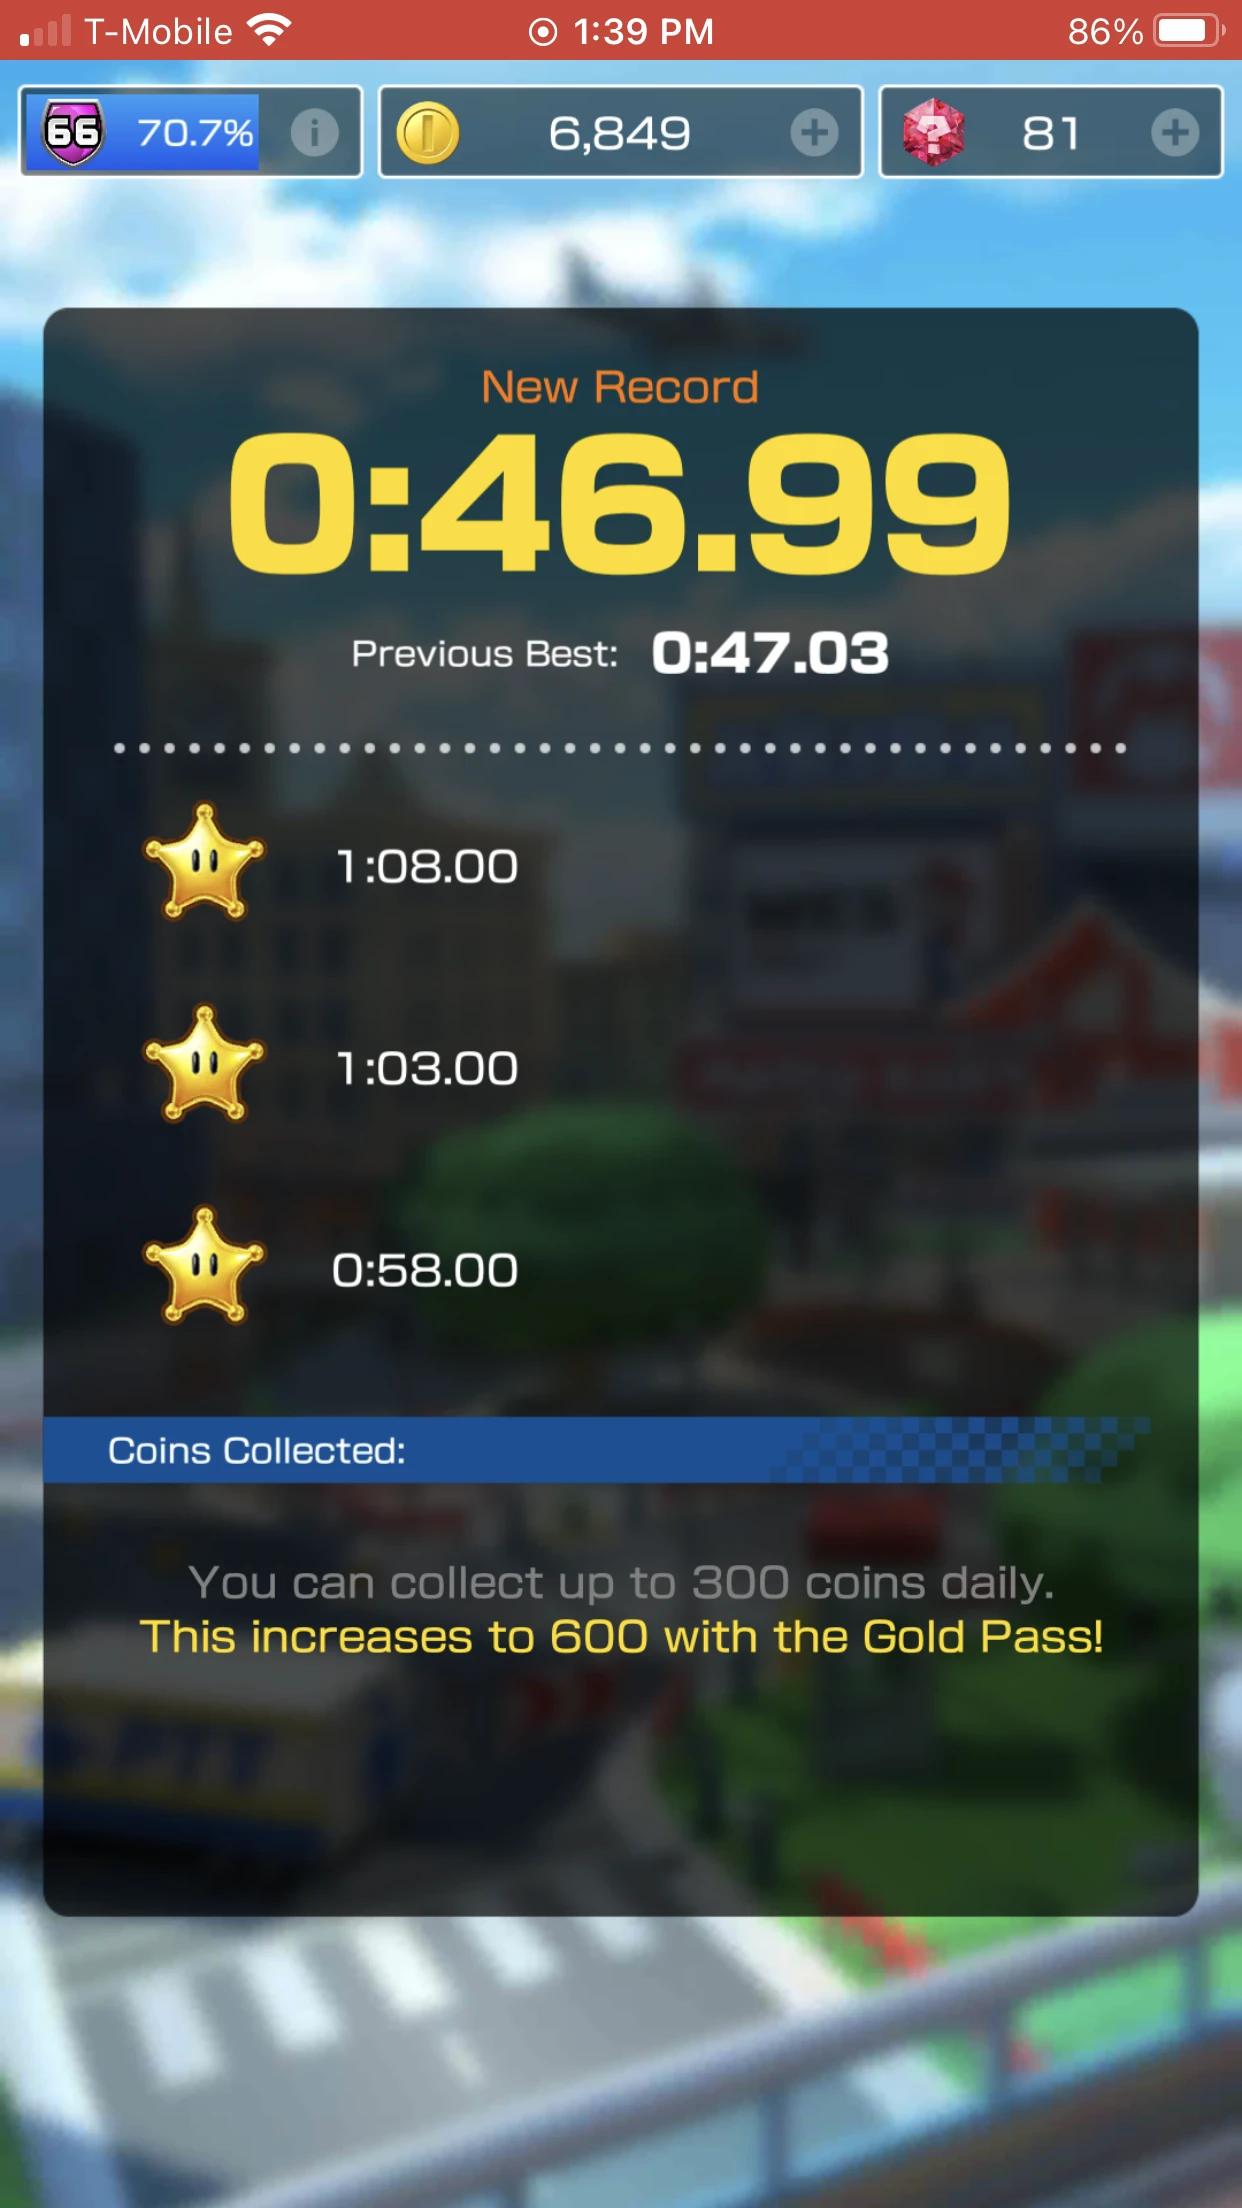 T-Mobile 1:39 PM 86%
66 70.7% i 6,849 + ? 81 +
New Record
0:46.99
Previous Best: 0:47.03
1:08.00
1:03.00
0:58.00
Coins Collected:
You can collect up to 300 coins daily.
This increases to 600 with the Gold Pass!